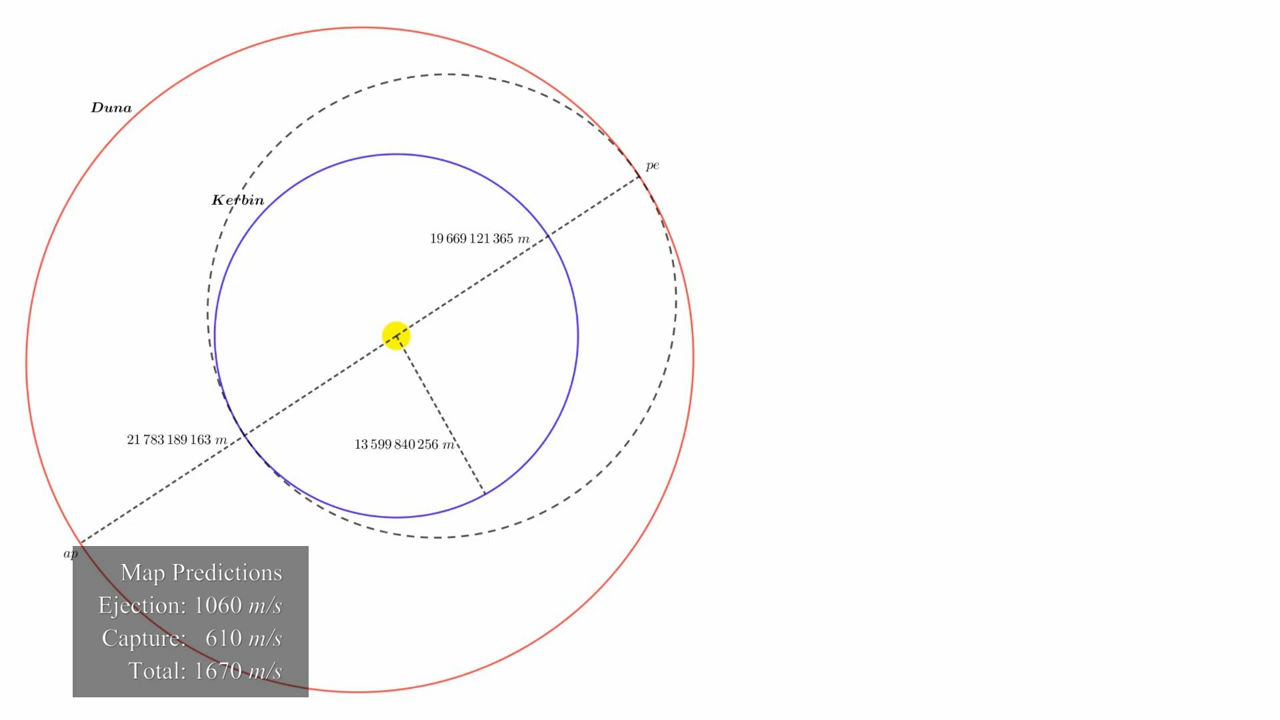 Duna
pe
Kerbin
19 669 121 365 m
21 783 189 163 m
13 599 840 256 m
ap
Map Predictions
Ejection: 1060 m/s
Capture: 610 m/s
Total: 1670 m/s